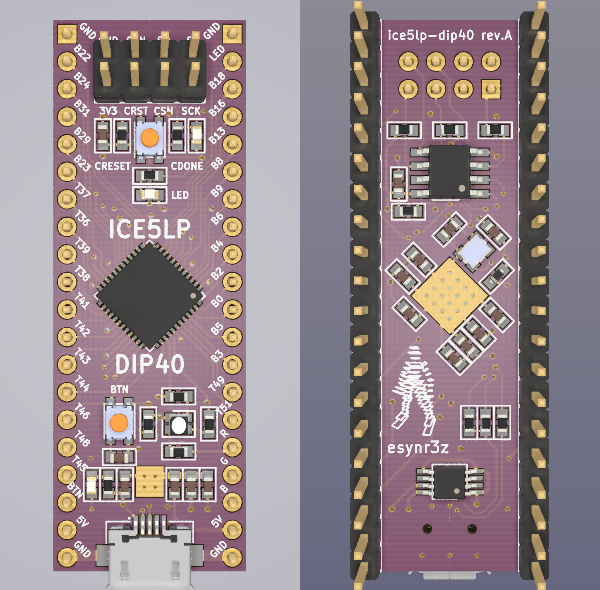 GND
GND
B22
LED
B24
B18
B31
B16
3V3 CRST CSN SCK
B29
B13
CRESET
CDONE
B23
B8
LED
T37
B9
T36
B6
ICE5LP
T39
B4
T38
B2
T41
B0
T42
B5
T43
B3
DIP40
T44
T49
BTN
T46
T51
T48
R
T45
G
BTN
B
5V
5V
GND
GND
ice5lp-dip40 rev.A
esynr3z